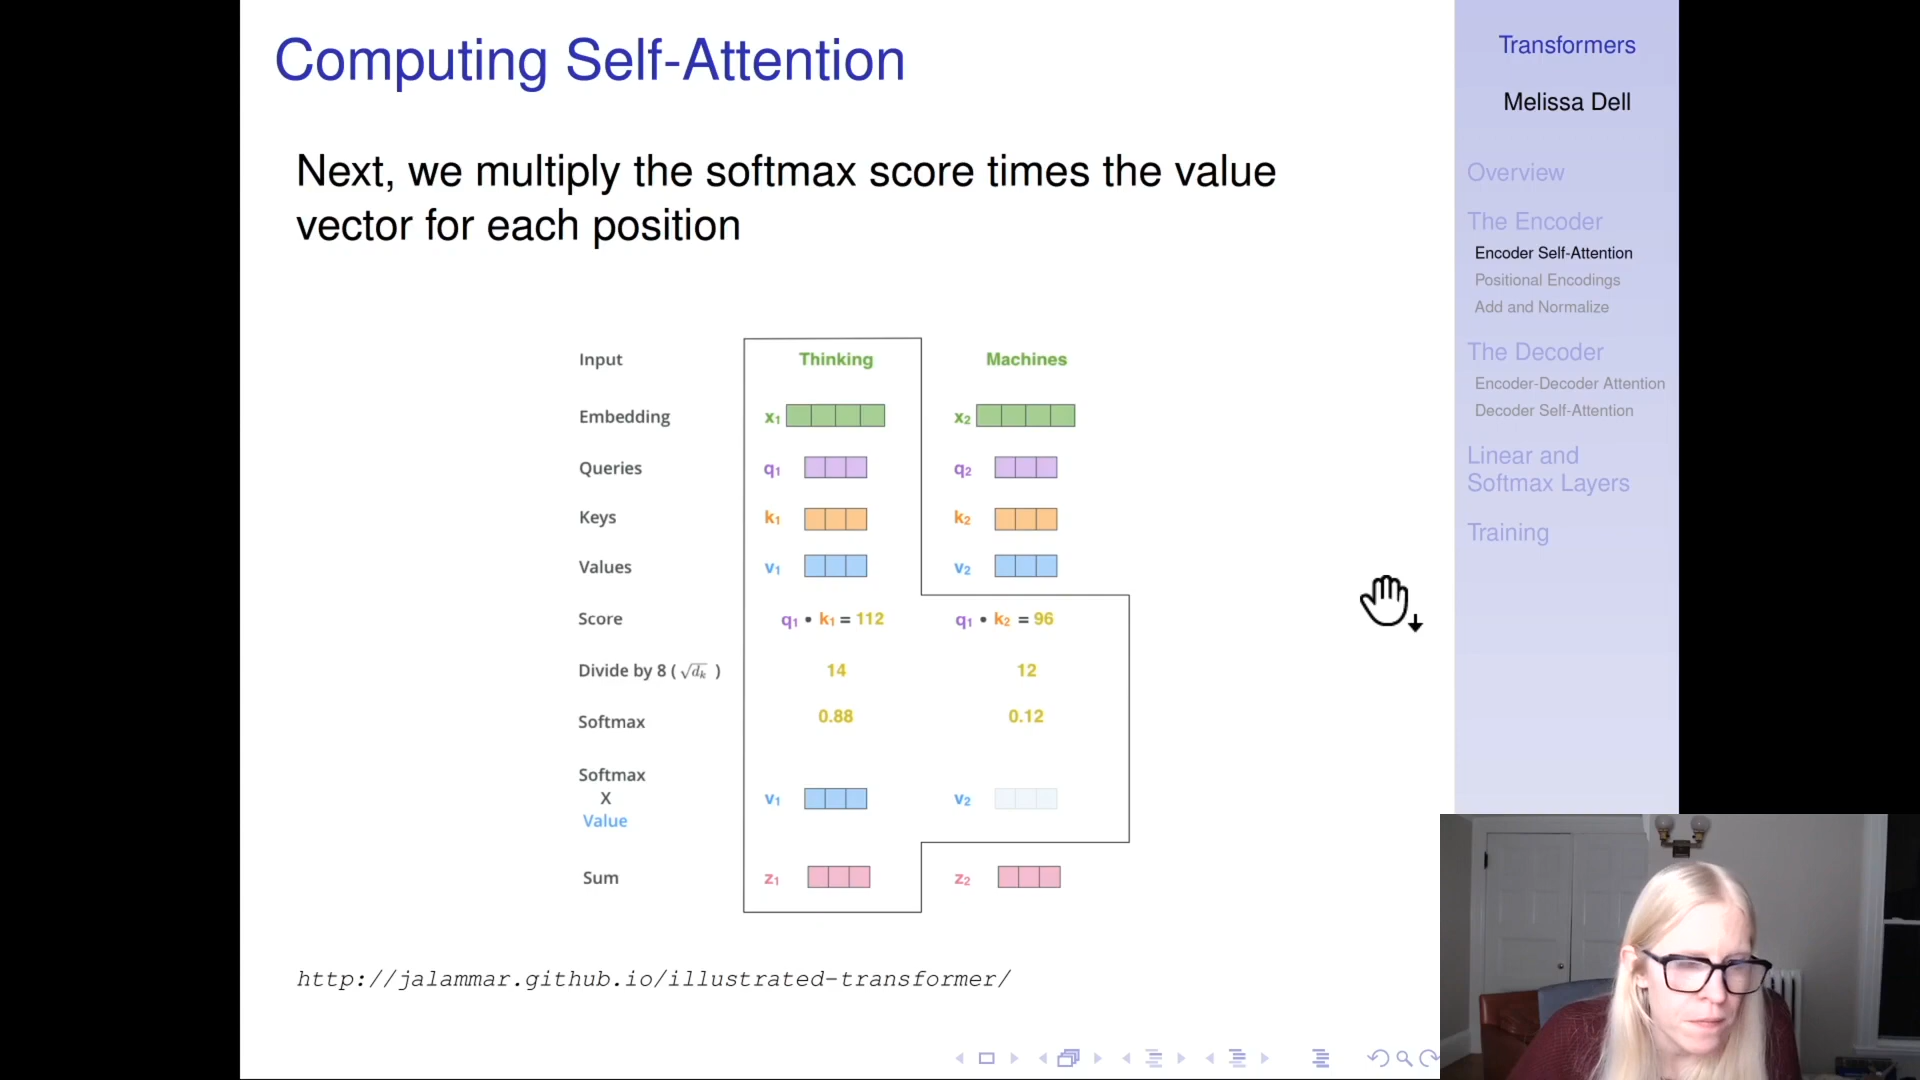 Computing Self-Attention
Next, we multiply the softmax score times the value
vector for each position
Input Thinking Machines
Embedding x1 x2
Queries q1 q2
Keys k1 k2
Values v1 v2
Score q1 • k1 = 112 q1 • k2 = 96
Divide by 8 ( √dk ) 14 12
Softmax 0.88 0.12
Softmax
X
Value
v1 v2
Sum z1 z2
http://jalammar.github.io/illustrated-transformer/
Transformers
Melissa Dell
Overview
The Encoder
Encoder Self-Attention
Positional Encodings
Add and Normalize
The Decoder
Encoder-Decoder Attention
Decoder Self-Attention
Linear and
Softmax Layers
Training